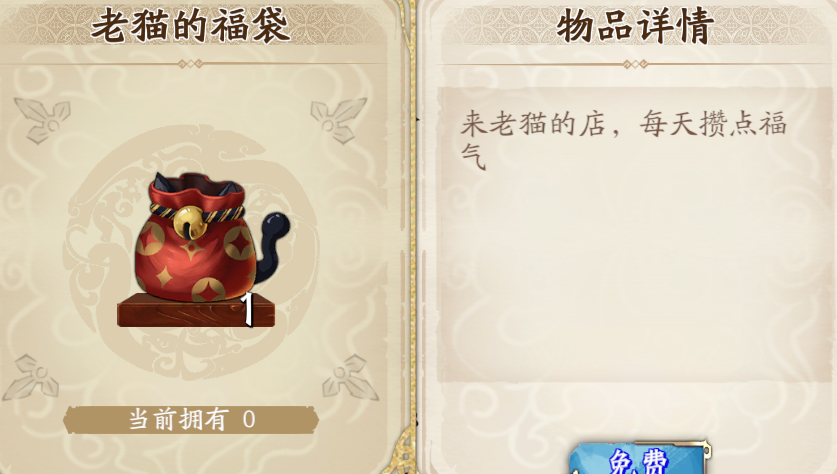 老猫的福袋
1
当前拥有 0
物品详情
来老猫的店，每天攒点福
气
免费